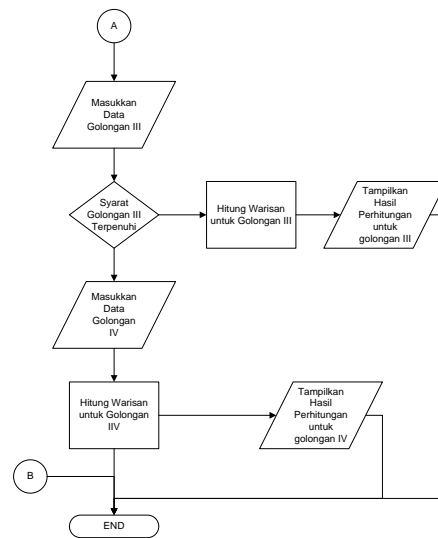 A
Masukkan
Data
Golongan III
Syarat
Golongan III
Terpenuhi
Hitung Warisan
untuk Golongan III
Tampilkan
Hasil
Perhitungan
untuk
golongan III
Masukkan
Data
Golongan
IV
Hitung Warisan
untuk Golongan
IIV
Tampilkan
Hasil
Perhitungan
untuk
golongan IV
B
END